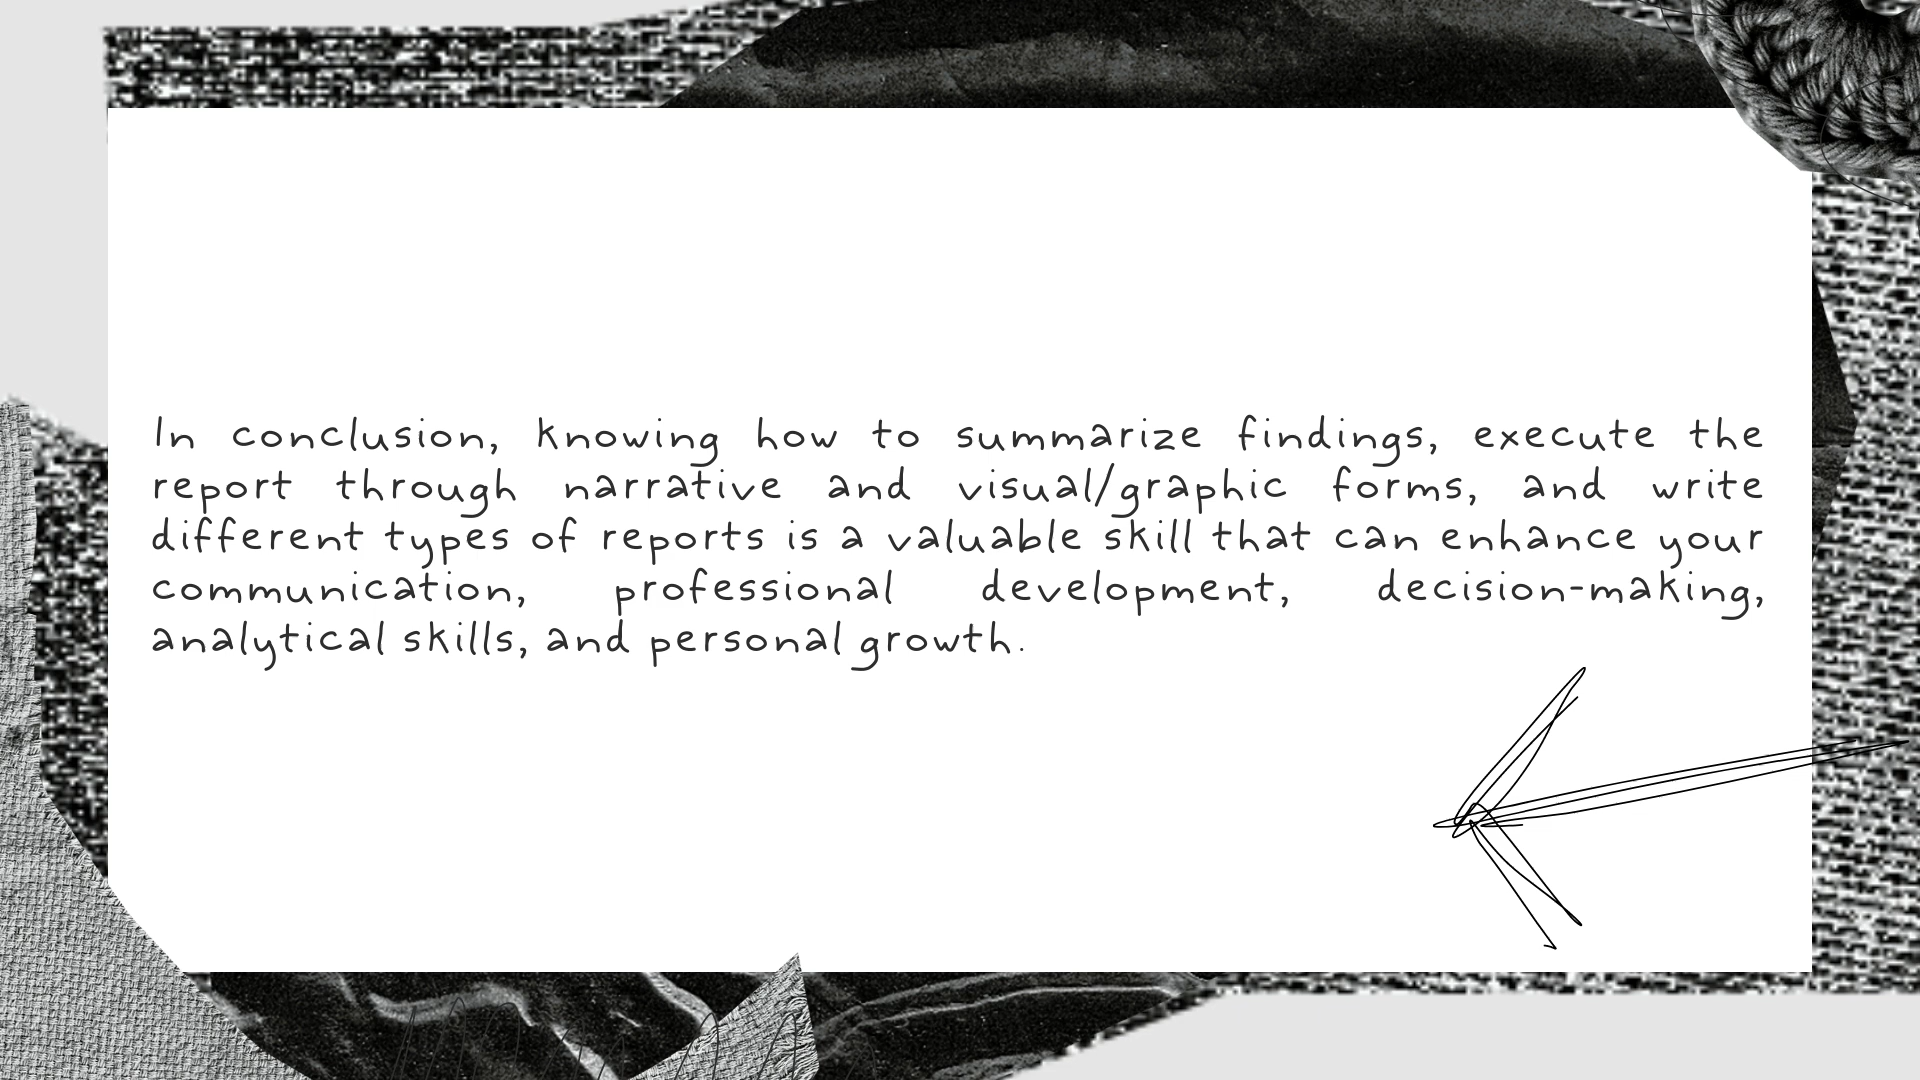 In conclusion, knowing how to summarize findings, execute the
report through narrative and visual/graphic forms, and write
different types of reports is a valuable skill that can enhance your
communication, professional development, decision-making,
analytical skills, and personal growth.